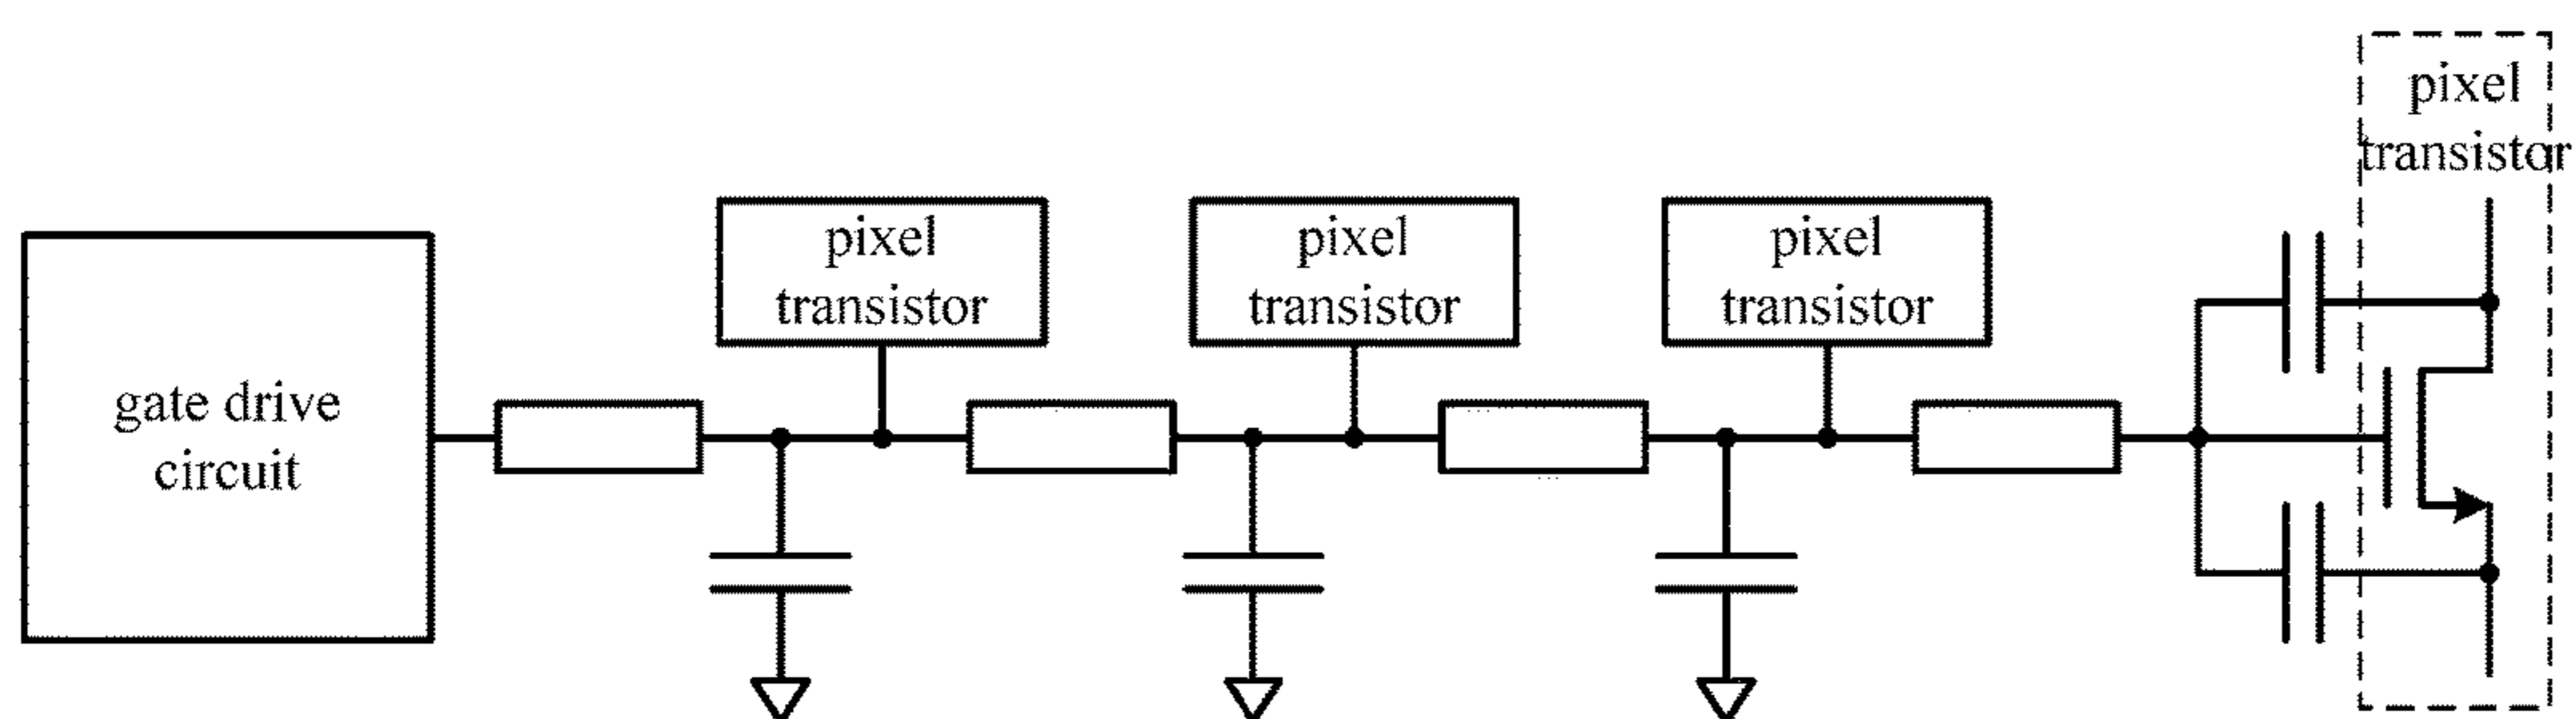 gate drive
circuit
pixel
transistor
pixel
transistor
pixel
transistor
pixel
transistor